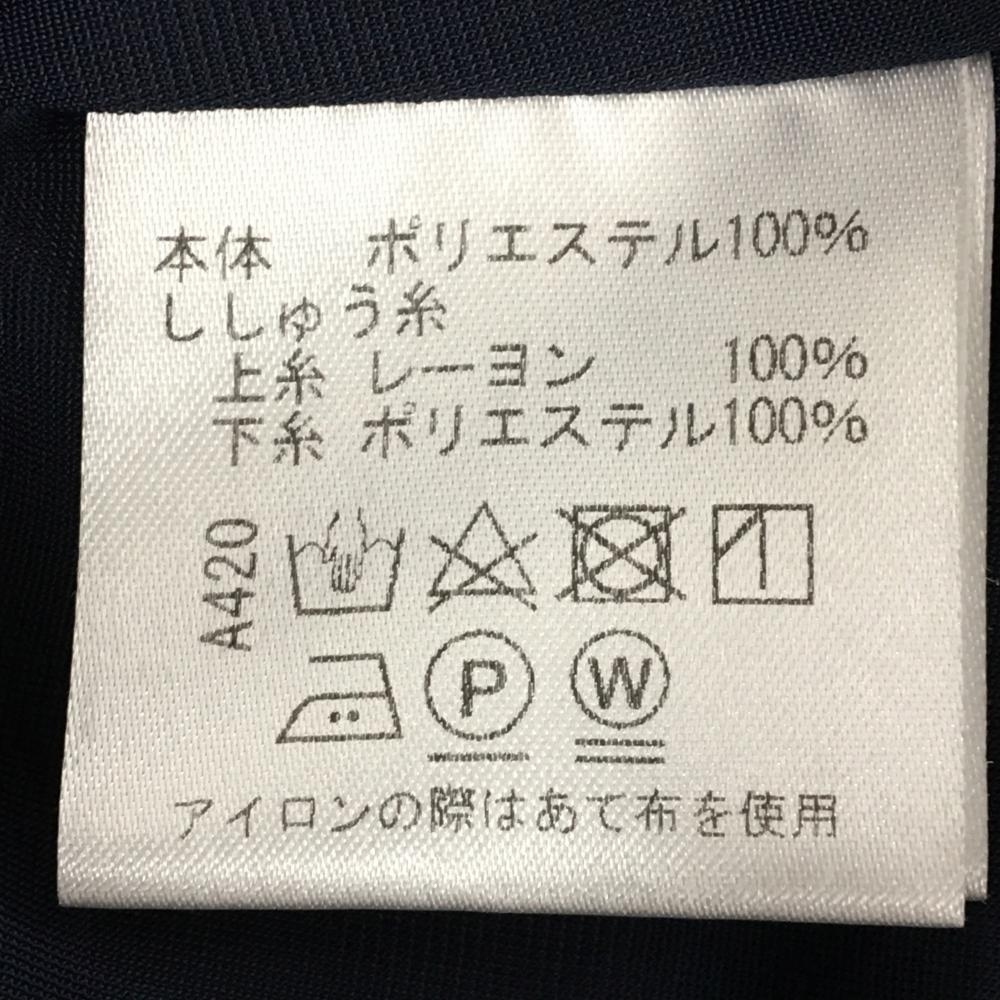 本体 ポリエステル100%
ししゅう糸
上糸 レーヨン 100%
下糸 ポリエステル100%
A420
P W
アイロンの際はあて布を使用